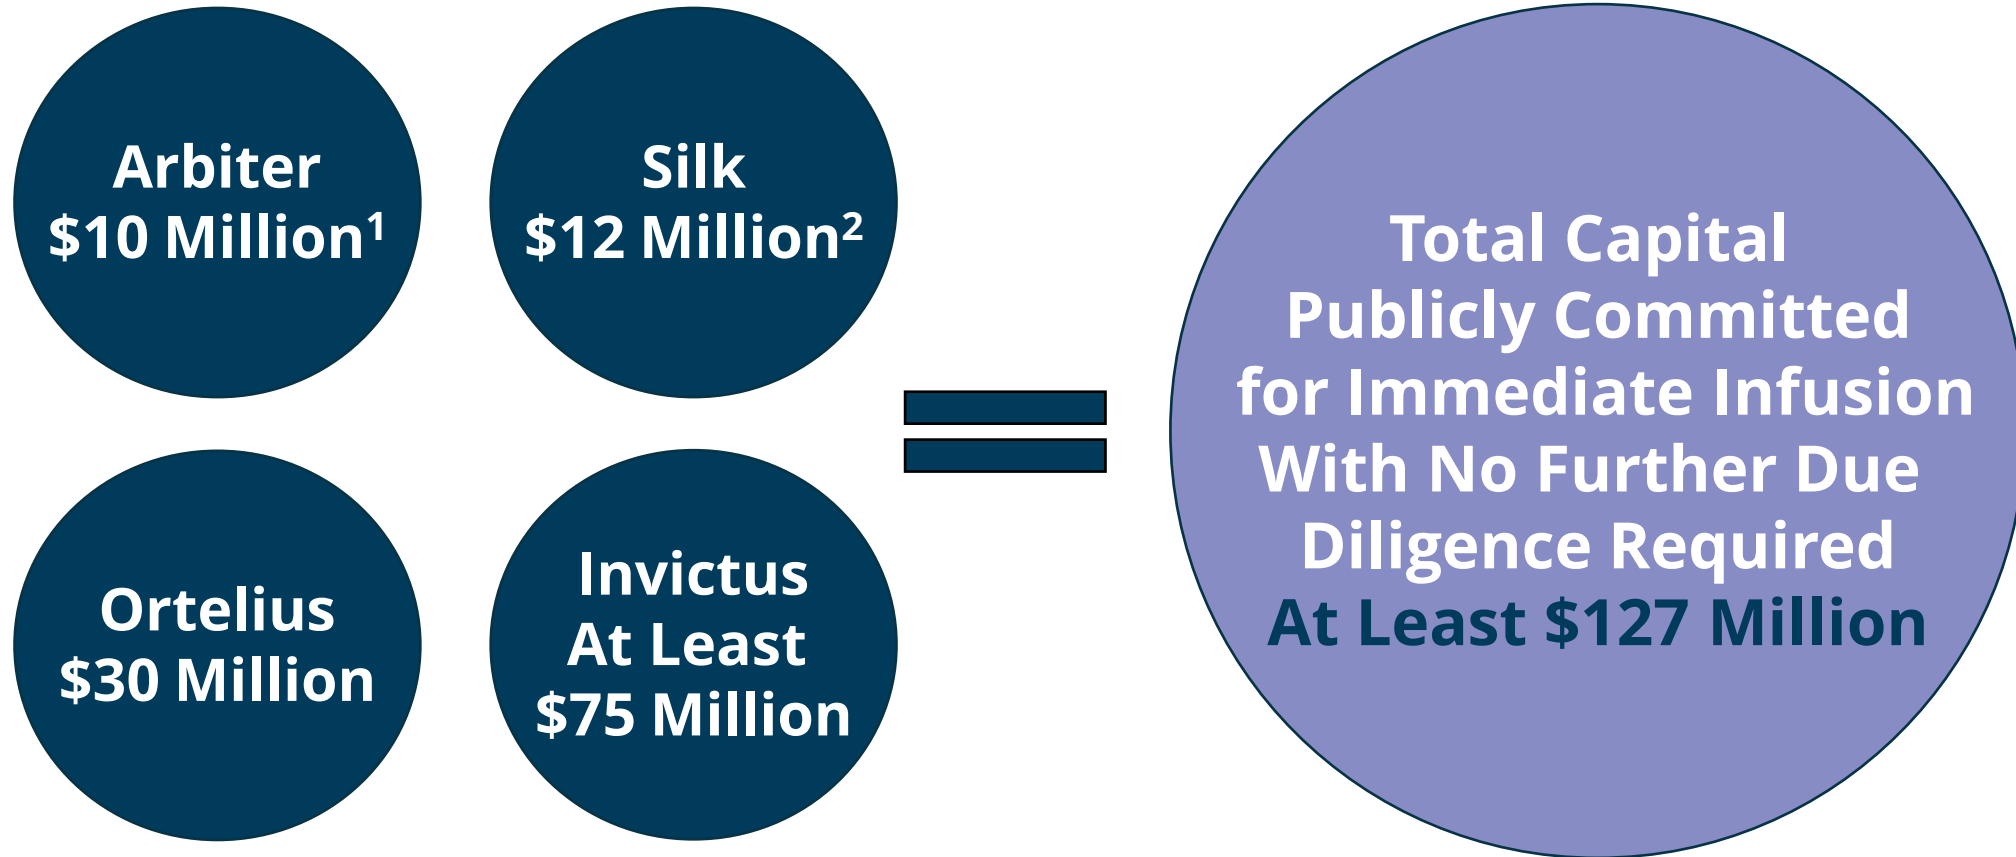 Arbiter
$10 Million¹
Silk
$12 Million²
Ortelius
$30 Million
Invictus
At Least
$75 Million
Total Capital
Publicly Committed
for Immediate Infusion
With No Further Due
Diligence Required
At Least $127 Million